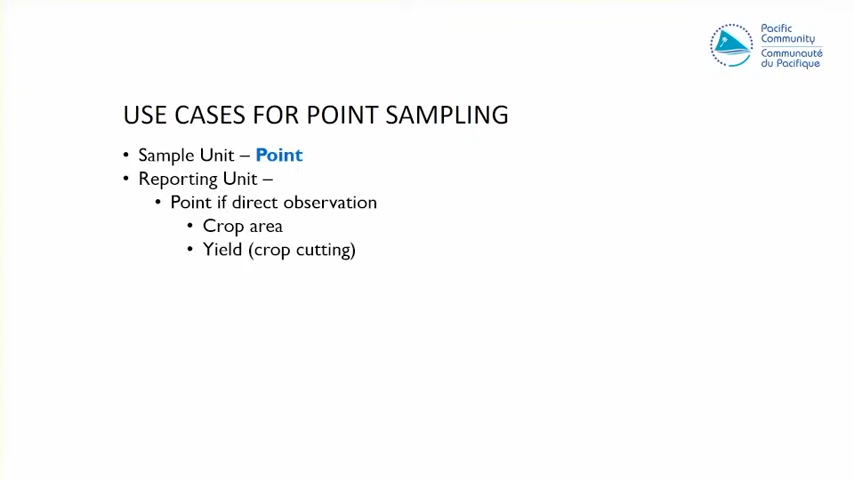 Pacific
Community
Communauté
du Pacifique
USE CASES FOR POINT SAMPLING
• Sample Unit – Point
• Reporting Unit –
• Point if direct observation
• Crop area
• Yield (crop cutting)